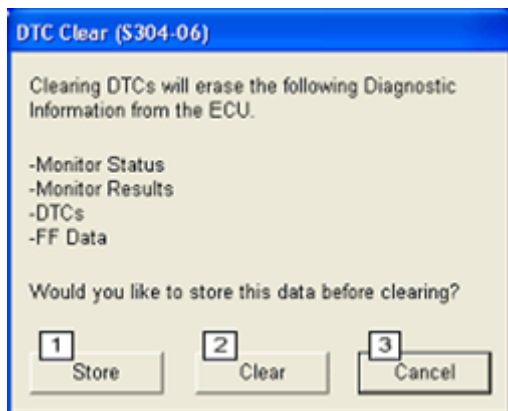 DTC Clear (S304-06)
Clearing DTCs will erase the following Diagnostic
Information from the ECU.
-Monitor Status
-Monitor Results
-DTCs
-FF Data
Would you like to store this data before clearing?
1 2 3
Store Clear Cancel